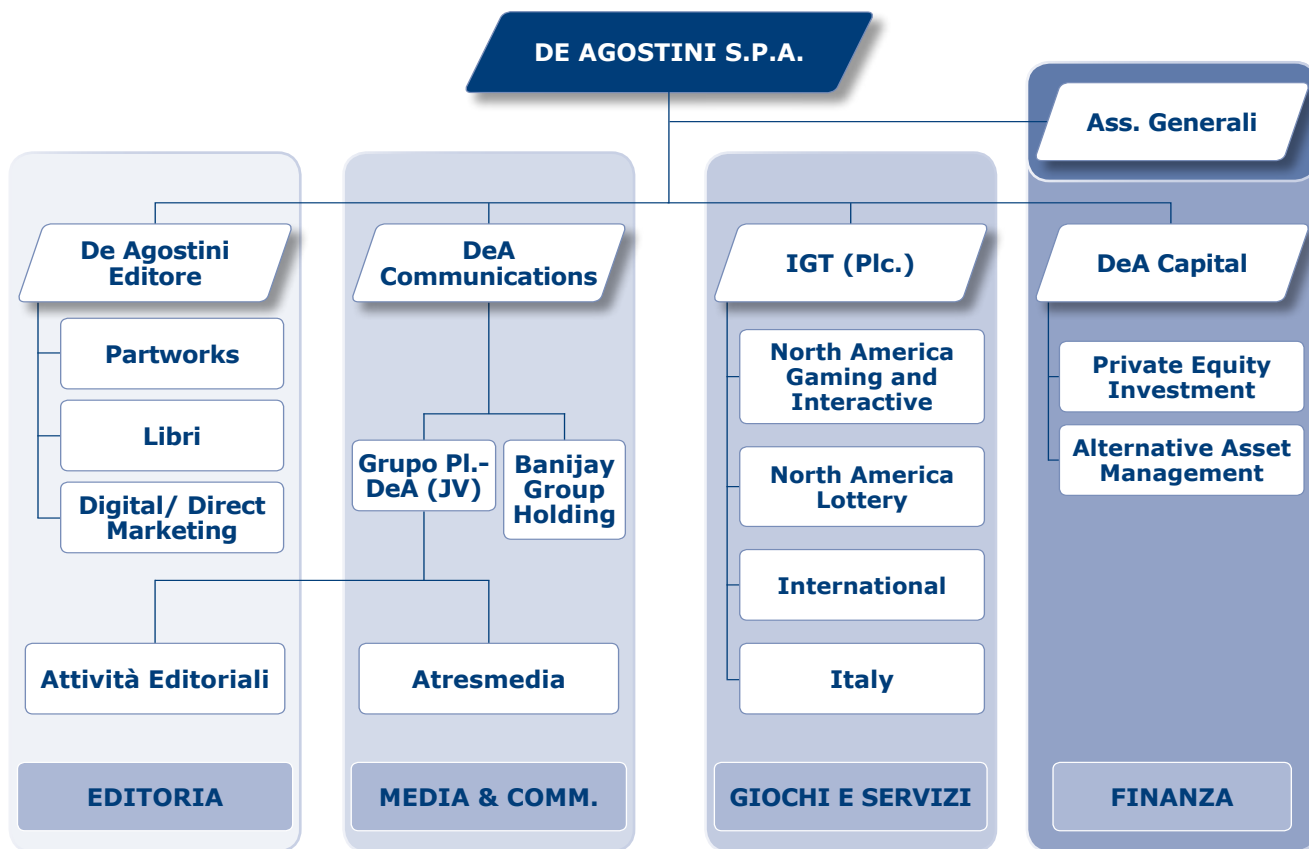 DE AGOSTINI S.P.A.
Ass. Generali
De Agostini
Editore
DeA
Communications
IGT (Plc.)
DeA Capital
Partworks
Libri
Digital/ Direct
Marketing
Grupo Pl.-
DeA (JV)
Banijay
Group
Holding
North America
Gaming and
Interactive
North America
Lottery
International
Italy
Private Equity
Investment
Alternative Asset
Management
Attività Editoriali
Atresmedia
EDITORIA
MEDIA & COMM.
GIOCHI E SERVIZI
FINANZA